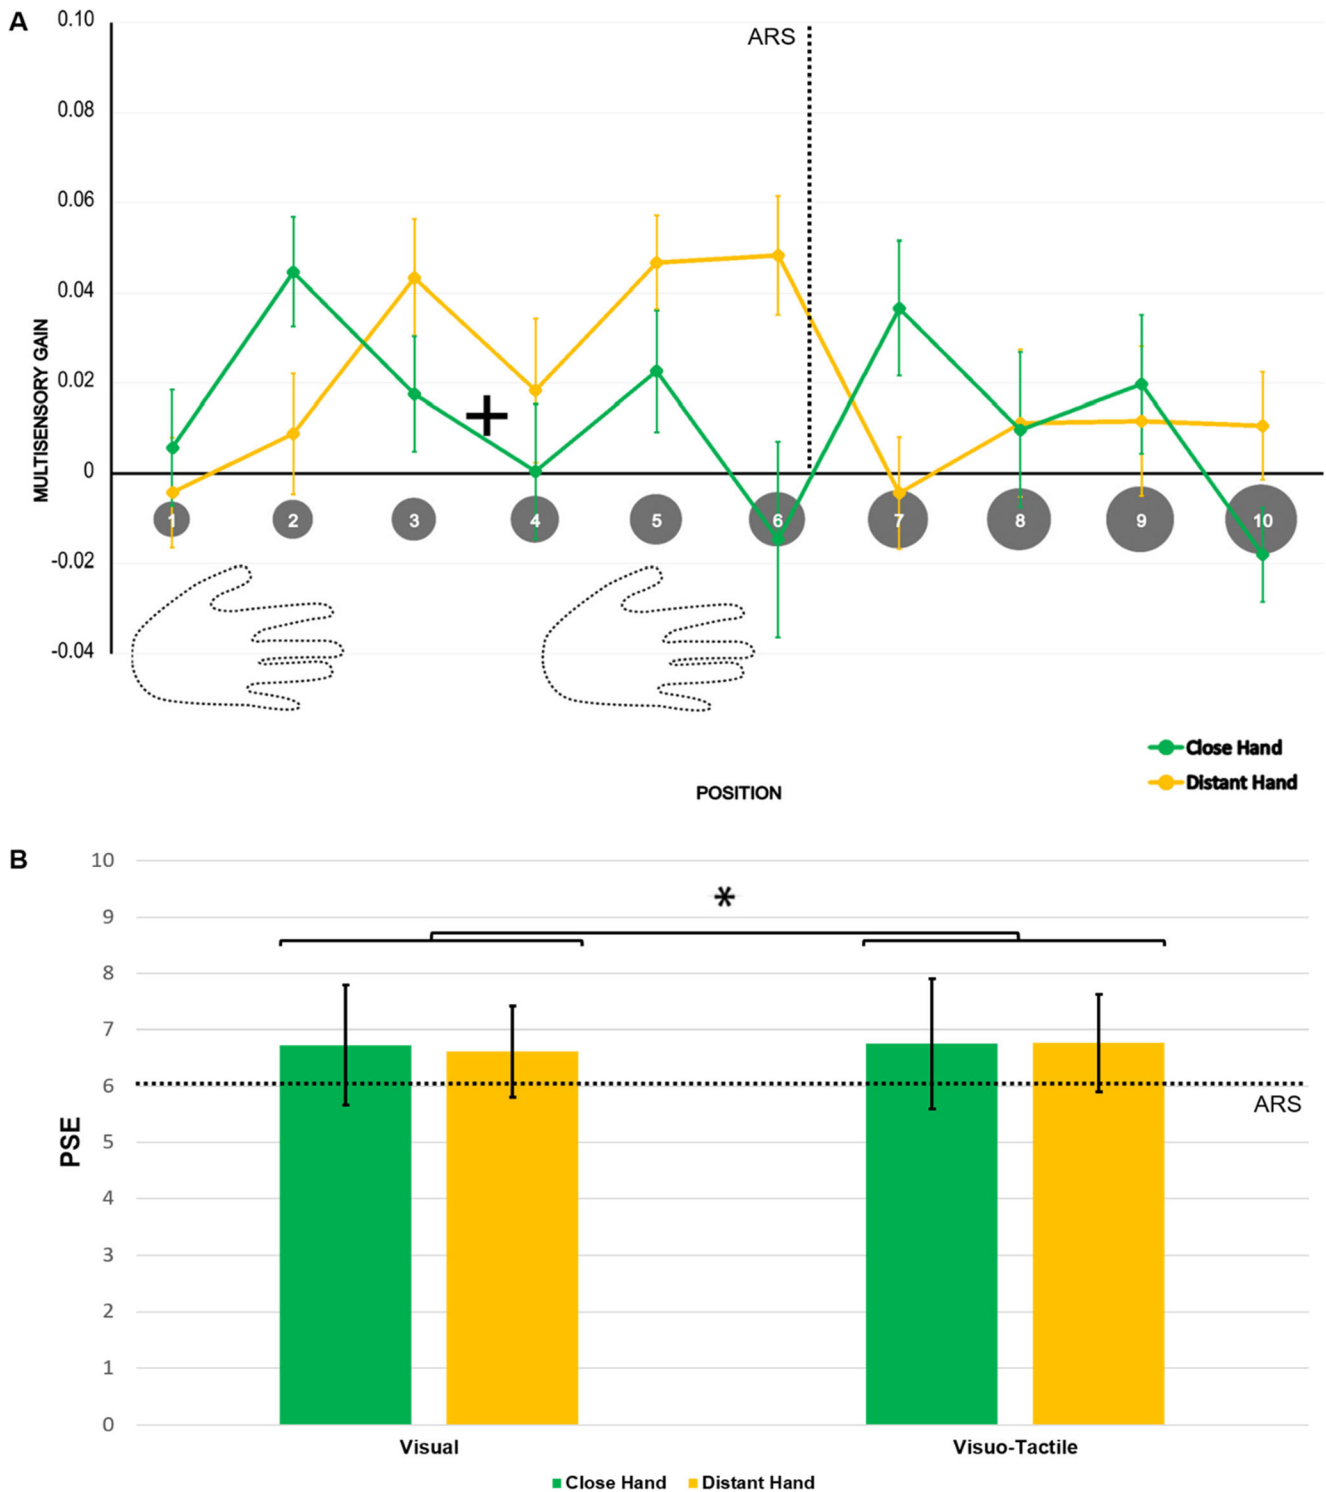 A
0.10
ARS
0.08
0.06
0.04
0.02
0
-0.02
-0.04
MULTISENSORY GAIN
1 2 3 4 5 6 7 8 9 10
Close Hand
Distant Hand
POSITION
B
10
9
*
8
7
6
ARS
5
4
3
2
1
0
PSE
Visual Visuo-Tactile
Close Hand Distant Hand